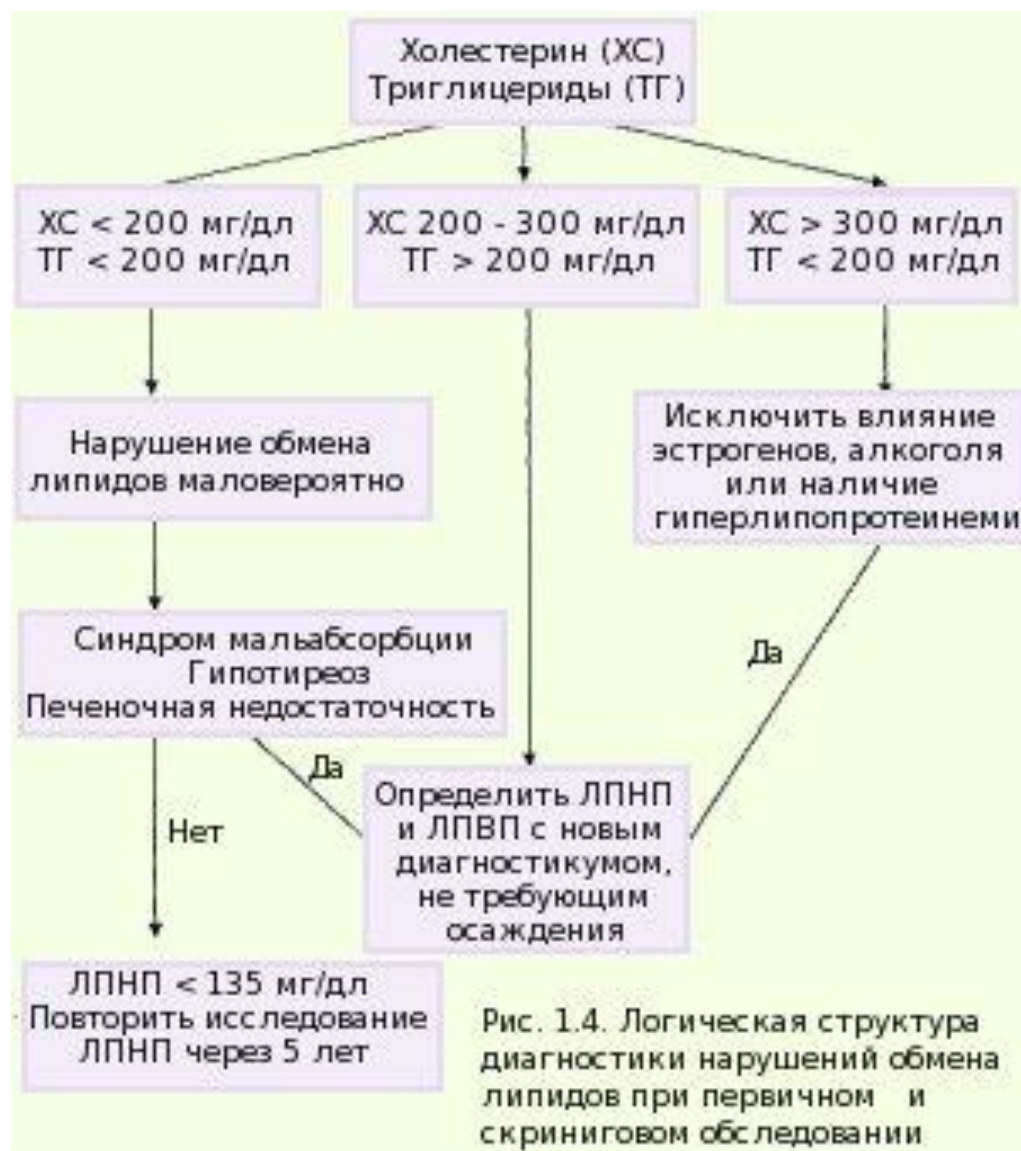 Холестерин (ХС)
Триглицериды (ТГ)
ХС < 200 мг/дл
ТГ < 200 мг/дл
ХС 200 - 300 мг/дл
ТГ > 200 мг/дл
ХС > 300 мг/дл
ТГ < 200 мг/дл
Нарушение обмена
липидов маловероятно
Исключить влияние
эстрогенов, алкоголя
или наличие
гиперлипопротеинеми
Синдром мальабсорбции
Гипотиреоз
Печеночная недостаточность
Да
Да
Нет
Определить ЛПНП
и ЛПВП с новым
диагностикумом,
не требующим
осаждения
ЛПНП < 135 мг/дл
Повторить исследование
ЛПНП через 5 лет
Рис. 1.4. Логическая структура
диагностики нарушений обмена
липидов при первичном и
скриниговом обследовании